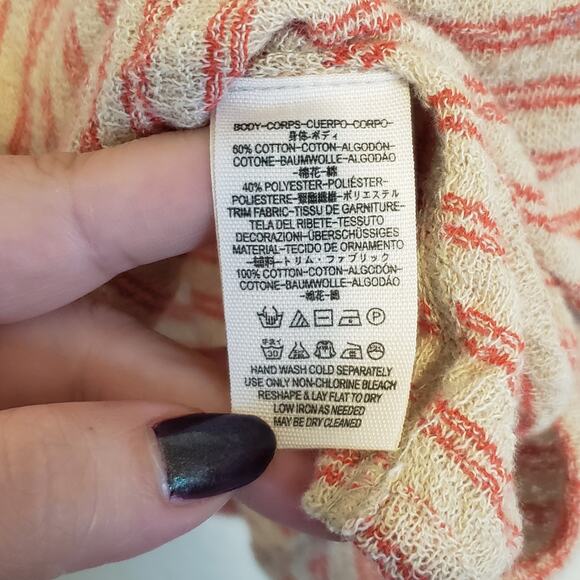 BODY-CORPS-CUERPO-CORPO-
身体-ボディ
60% COTTON-COTON-ALGODÓN-
COTONE-BAUMWOLLE-ALGODÃO
-棉花-綿
40% POLYESTER-POLIÉSTER-
POLIESTERE-聚酯纖維-ポリエステル
TRIM FABRIC-TISSU DE GARNITURE-
TELA DEL RIBETE-TESSUTO
DECORAZIONI-ÜBERSCHÜSSIGES
MATERIAL-TECIDO DE ORNAMENTO
-輔料-トリム・ファブリック
100% COTTON-COTON-ALGODÓN-
COTONE-BAUMWOLLE-ALGODÃO
-棉花-綿
P
30
HAND WASH COLD SEPARATELY
USE ONLY NON-CHLORINE BLEACH
RESHAPE & LAY FLAT TO DRY
LOW IRON AS NEEDED
MAY BE DRY CLEANED